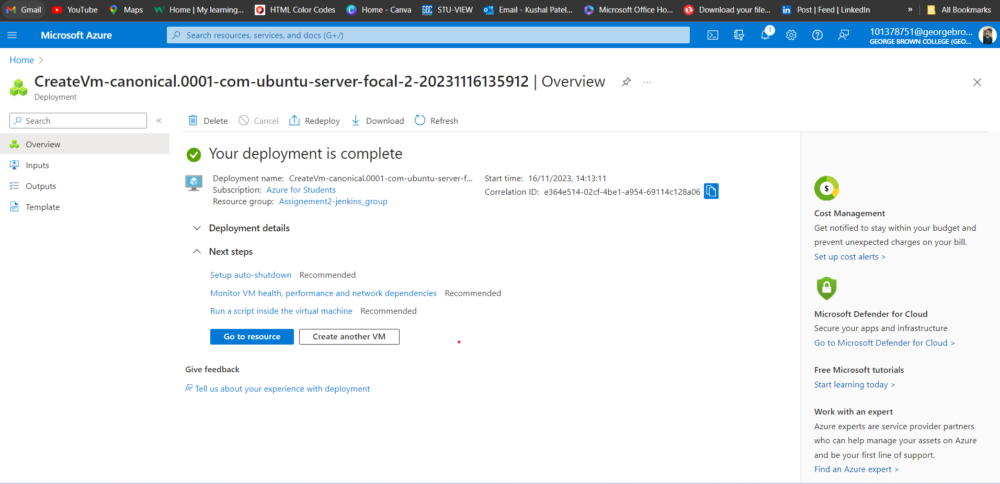 Gmail YouTube Maps Home | My learning... HTML Color Codes Home - Canva STU-VIEW Email - Kushal Patel... Microsoft Office Ho... Download your file... Post | Feed | LinkedIn » All Bookmarks
Microsoft Azure
Search resources, services, and docs (G+/)
1
101378751@georgebro...
GEORGE BROWN COLLEGE (GEO...
Home >
CreateVm-canonical.0001-com-ubuntu-server-focal-2-20231116135912 | Overview ...
Deployment
Search «
Overview
Inputs
Outputs
Template
Delete Cancel Redeploy Download Refresh
Your deployment is complete
Deployment name: CreateVm-canonical.0001-com-ubuntu-server-f...
Subscription: Azure for Students
Resource group: Assignement2-jenkins_group
Start time: 16/11/2023, 14:13:11
Correlation ID: e364e514-02cf-4be1-a954-69114c128a06
Deployment details
Next steps
Setup auto-shutdown Recommended
Monitor VM health, performance and network dependencies Recommended
Run a script inside the virtual machine Recommended
Go to resource Create another VM
Give feedback
Tell us about your experience with deployment
$
Cost Management
Get notified to stay within your budget and
prevent unexpected charges on your bill.
Set up cost alerts >
Microsoft Defender for Cloud
Secure your apps and infrastructure
Go to Microsoft Defender for Cloud >
Free Microsoft tutorials
Start learning today >
Work with an expert
Azure experts are service provider partners
who can help manage your assets on Azure
and be your first line of support.
Find an Azure expert >